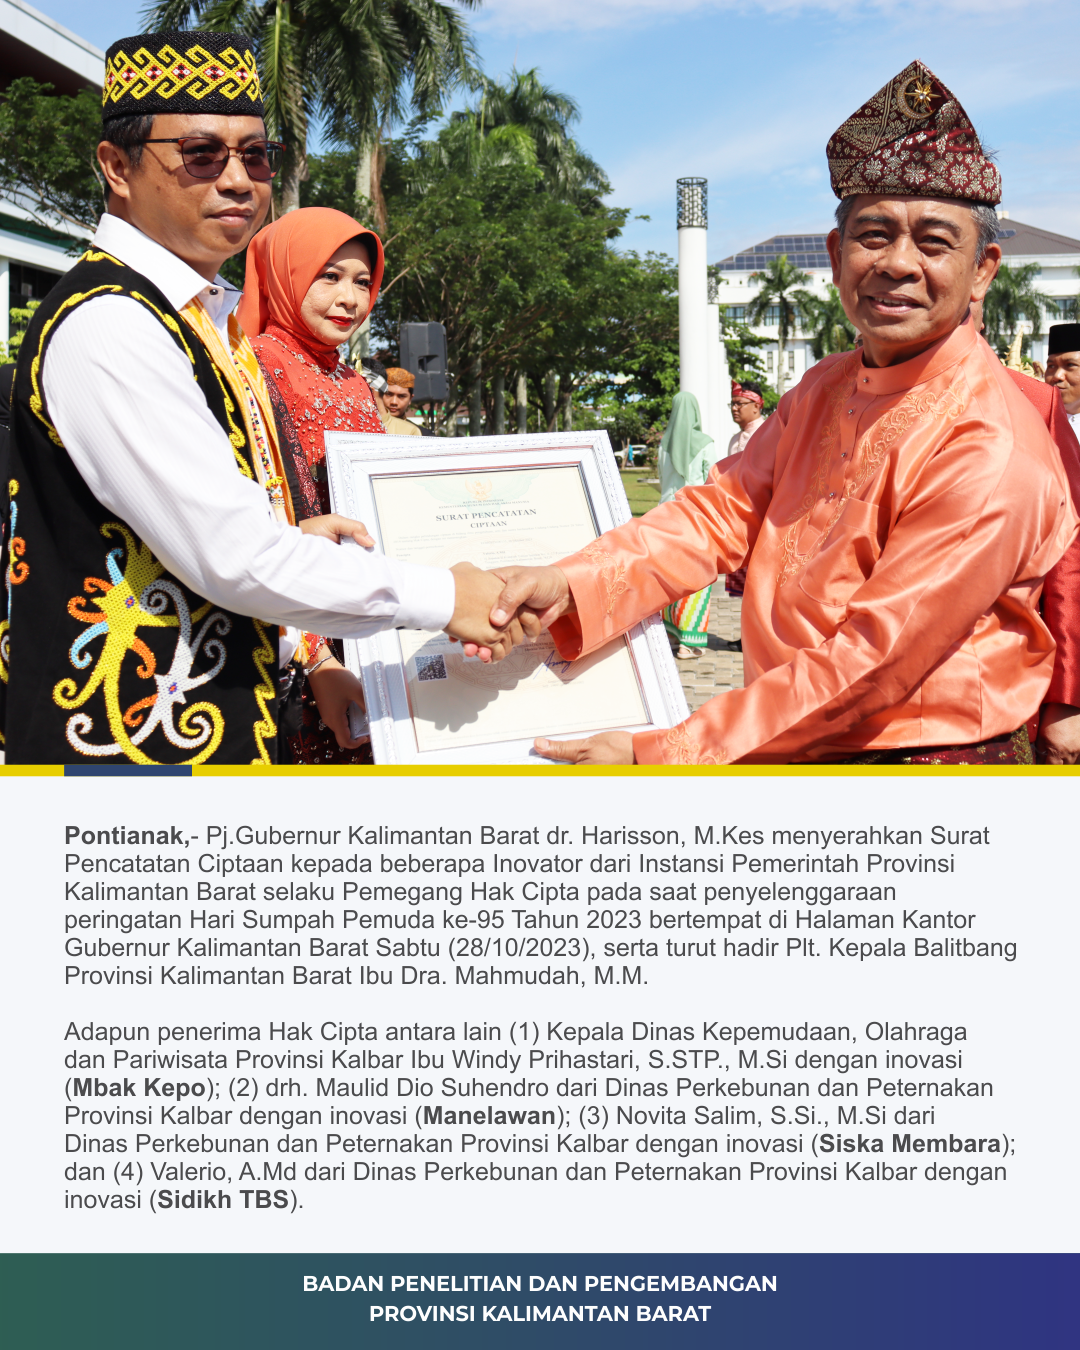 SURAT PENCATATAN
CIPTAAN
Pontianak,- Pj.Gubernur Kalimantan Barat dr. Harisson, M.Kes menyerahkan Surat
Pencatatan Ciptaan kepada beberapa Inovator dari Instansi Pemerintah Provinsi
Kalimantan Barat selaku Pemegang Hak Cipta pada saat penyelenggaraan
peringatan Hari Sumpah Pemuda ke-95 Tahun 2023 bertempat di Halaman Kantor
Gubernur Kalimantan Barat Sabtu (28/10/2023), serta turut hadir Plt. Kepala Balitbang
Provinsi Kalimantan Barat Ibu Dra. Mahmudah, M.M.
Adapun penerima Hak Cipta antara lain (1) Kepala Dinas Kepemudaan, Olahraga
dan Pariwisata Provinsi Kalbar Ibu Windy Prihastari, S.STP., M.Si dengan inovasi
(Mbak Kepo); (2) drh. Maulid Dio Suhendro dari Dinas Perkebunan dan Peternakan
Provinsi Kalbar dengan inovasi (Manelawan); (3) Novita Salim, S.Si., M.Si dari
Dinas Perkebunan dan Peternakan Provinsi Kalbar dengan inovasi (Siska Membara);
dan (4) Valerio, A.Md dari Dinas Perkebunan dan Peternakan Provinsi Kalbar dengan
inovasi (Sidikh TBS).
BADAN PENELITIAN DAN PENGEMBANGAN
PROVINSI KALIMANTAN BARAT